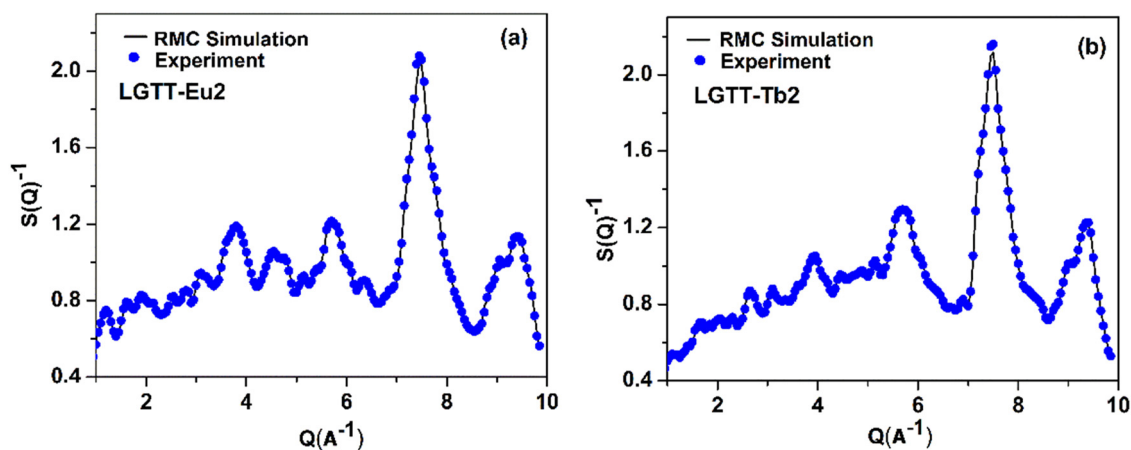 RMC Simulation
Experiment
LGTT-Eu2
(a)
S(Q)⁻¹
2.0
1.6
1.2
0.8
0.4
2
4
6
8
10
Q(A⁻¹)
RMC Simulation
Experiment
LGTT-Tb2
(b)
S(Q)⁻¹
2.0
1.6
1.2
0.8
0.4
2
4
6
8
10
Q(A⁻¹)